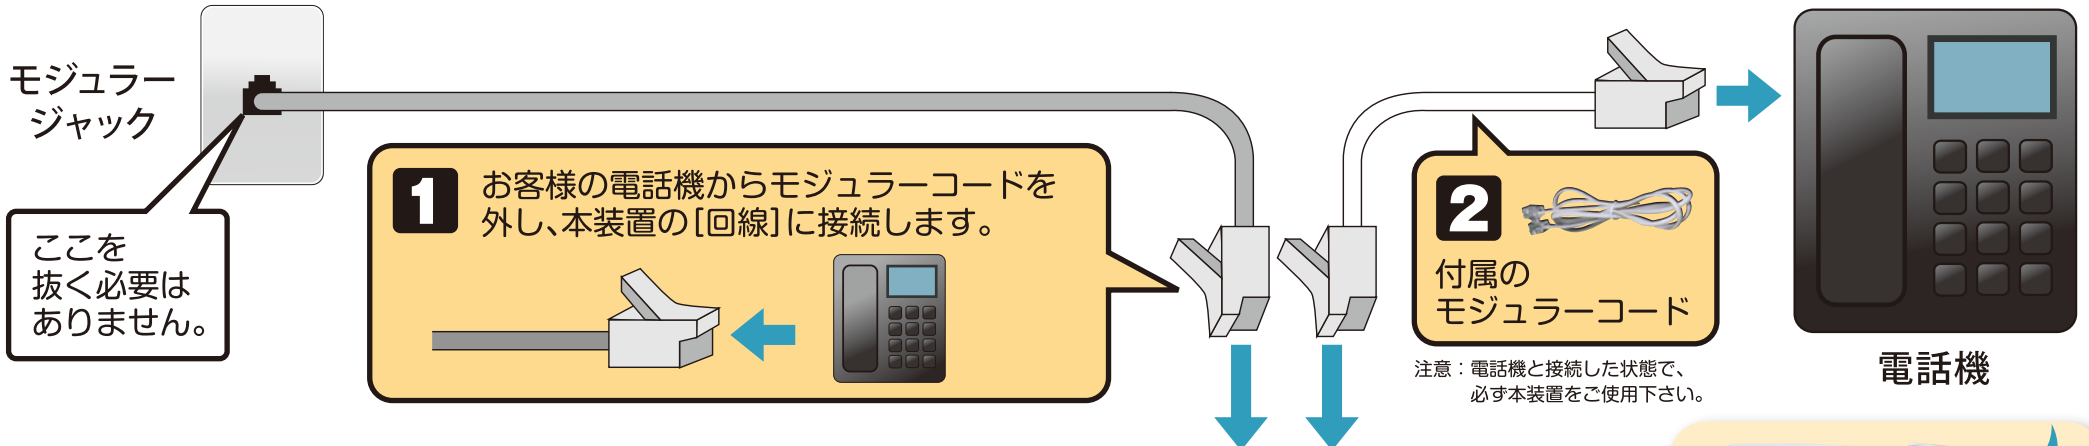 モジュラー
ジャック
ここを
抜く必要は
ありません。
1
お客様の電話機からモジュラーコードを
外し、本装置の[回線]に接続します。
2
付属の
モジュラーコード
注意：電話機と接続した状態で、
必ず本装置をご使用下さい。
電話機